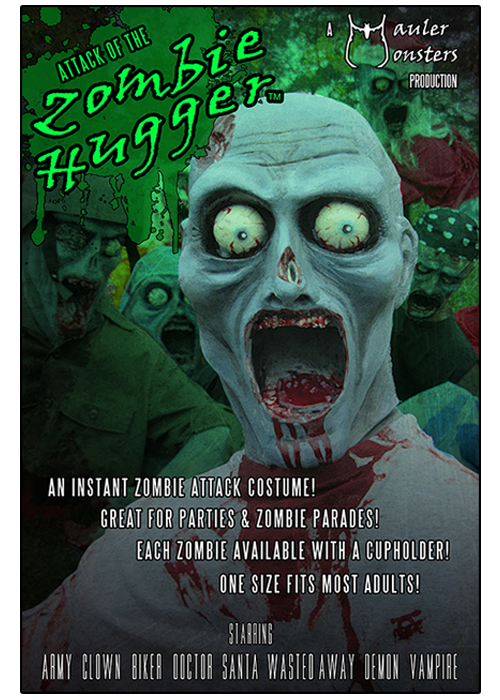 ATTACK OF THE
Zombie
Hugger™
A Mauler
Monsters
PRODUCTION
AN INSTANT ZOMBIE ATTACK COSTUME!
GREAT FOR PARTIES & ZOMBIE PARADES!
EACH ZOMBIE AVAILABLE WITH A CUPHOLDER!
ONE SIZE FITS MOST ADULTS!
STARRING
ARMY CLOWN BIKER DOCTOR SANTA WASTED AWAY DEMON VAMPIRE